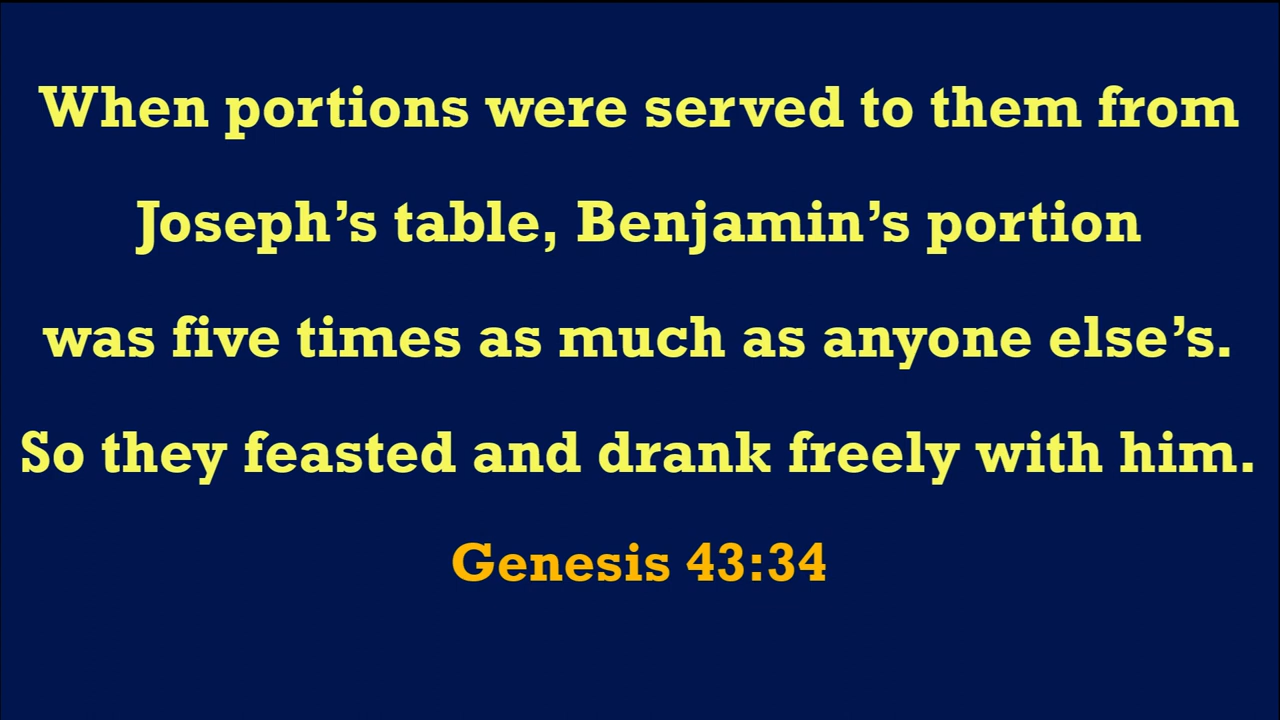 When portions were served to them from
Joseph’s table, Benjamin’s portion
was five times as much as anyone else’s.
So they feasted and drank freely with him.
Genesis 43:34